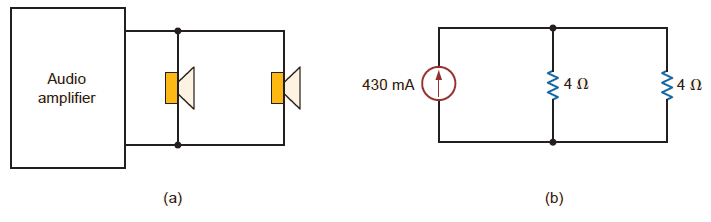 Audio
amplifier
430 mA
4 Ω
4 Ω
(a)
(b)